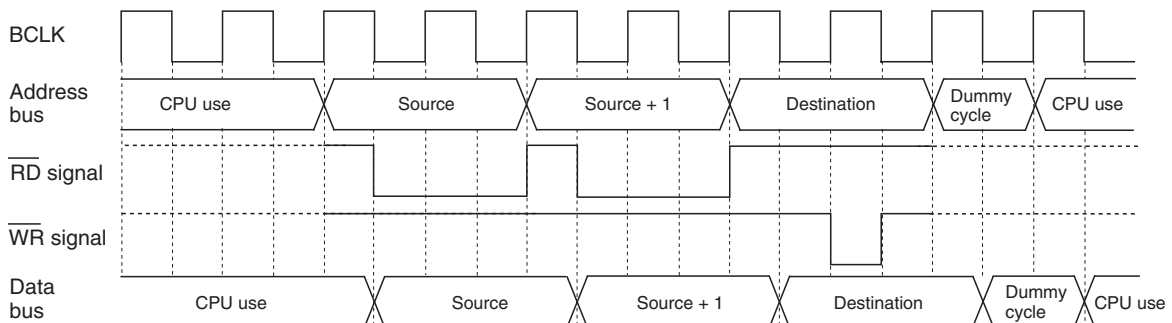 BCLK
Address
bus
CPU use
Source
Source + 1
Destination
Dummy
cycle
CPU use
RD signal
WR signal
Data
bus
CPU use
Source
Source + 1
Destination
Dummy
cycle
CPU use